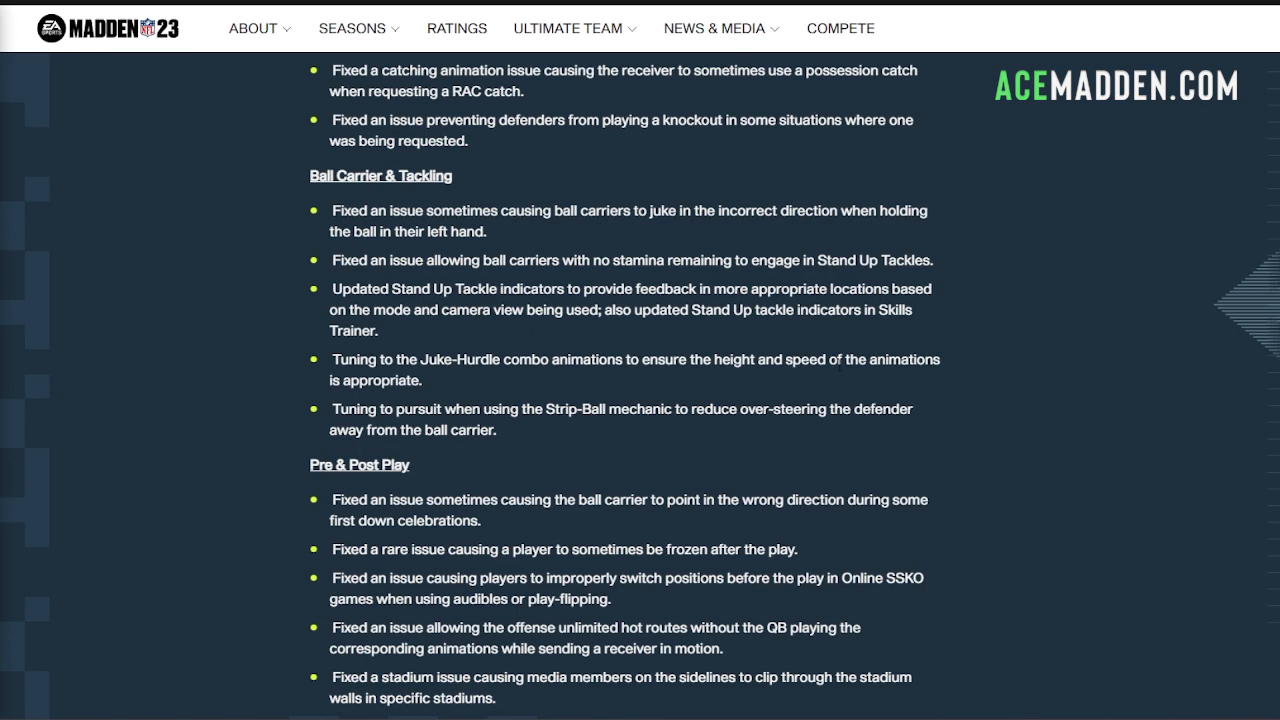 EA SPORTS MADDEN NFL 23 ABOUT SEASONS RATINGS ULTIMATE TEAM NEWS & MEDIA COMPETE
ACEMADDEN.COM
• Fixed a catching animation issue causing the receiver to sometimes use a possession catch
when requesting a RAC catch.
• Fixed an issue preventing defenders from playing a knockout in some situations where one
was being requested.
Ball Carrier & Tackling
• Fixed an issue sometimes causing ball carriers to juke in the incorrect direction when holding
the ball in their left hand.
• Fixed an issue allowing ball carriers with no stamina remaining to engage in Stand Up Tackles.
• Updated Stand Up Tackle indicators to provide feedback in more appropriate locations based
on the mode and camera view being used; also updated Stand Up tackle indicators in Skills
Trainer.
• Tuning to the Juke-Hurdle combo animations to ensure the height and speed of the animations
is appropriate.
• Tuning to pursuit when using the Strip-Ball mechanic to reduce over-steering the defender
away from the ball carrier.
Pre & Post Play
• Fixed an issue sometimes causing the ball carrier to point in the wrong direction during some
first down celebrations.
• Fixed a rare issue causing a player to sometimes be frozen after the play.
• Fixed an issue causing players to improperly switch positions before the play in Online SSKO
games when using audibles or play-flipping.
• Fixed an issue allowing the offense unlimited hot routes without the QB playing the
corresponding animations while sending a receiver in motion.
• Fixed a stadium issue causing media members on the sidelines to clip through the stadium
walls in specific stadiums.